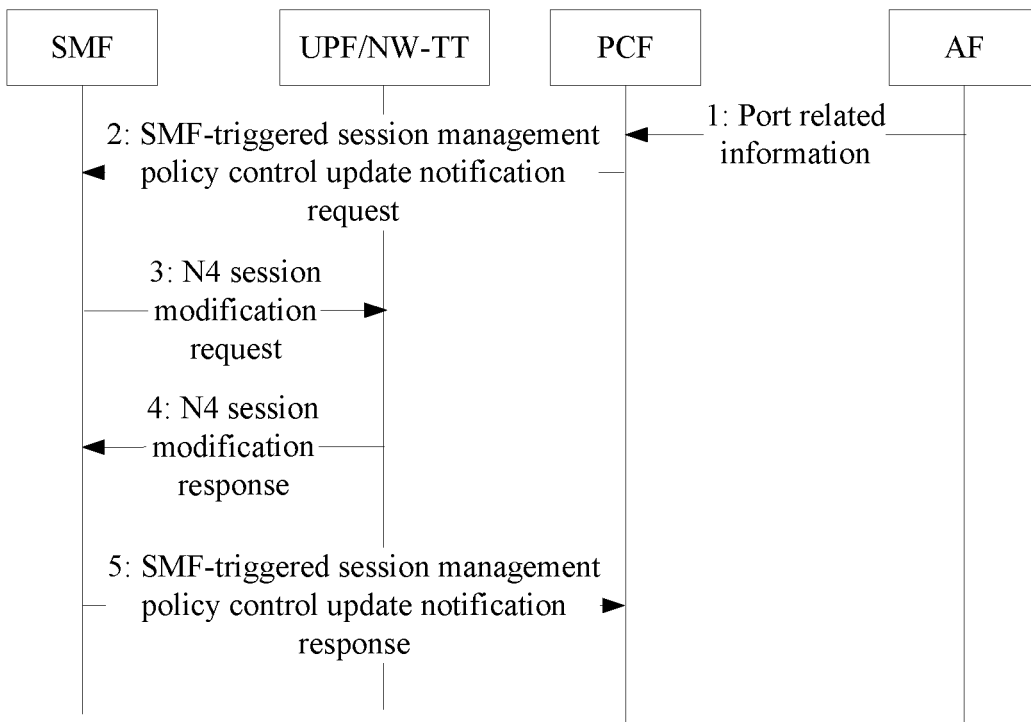 SMF
UPF/NW-TT
PCF
AF
1: Port related
information
2: SMF-triggered session management
policy control update notification
request
3: N4 session
modification
request
4: N4 session
modification
response
5: SMF-triggered session management
policy control update notification
response